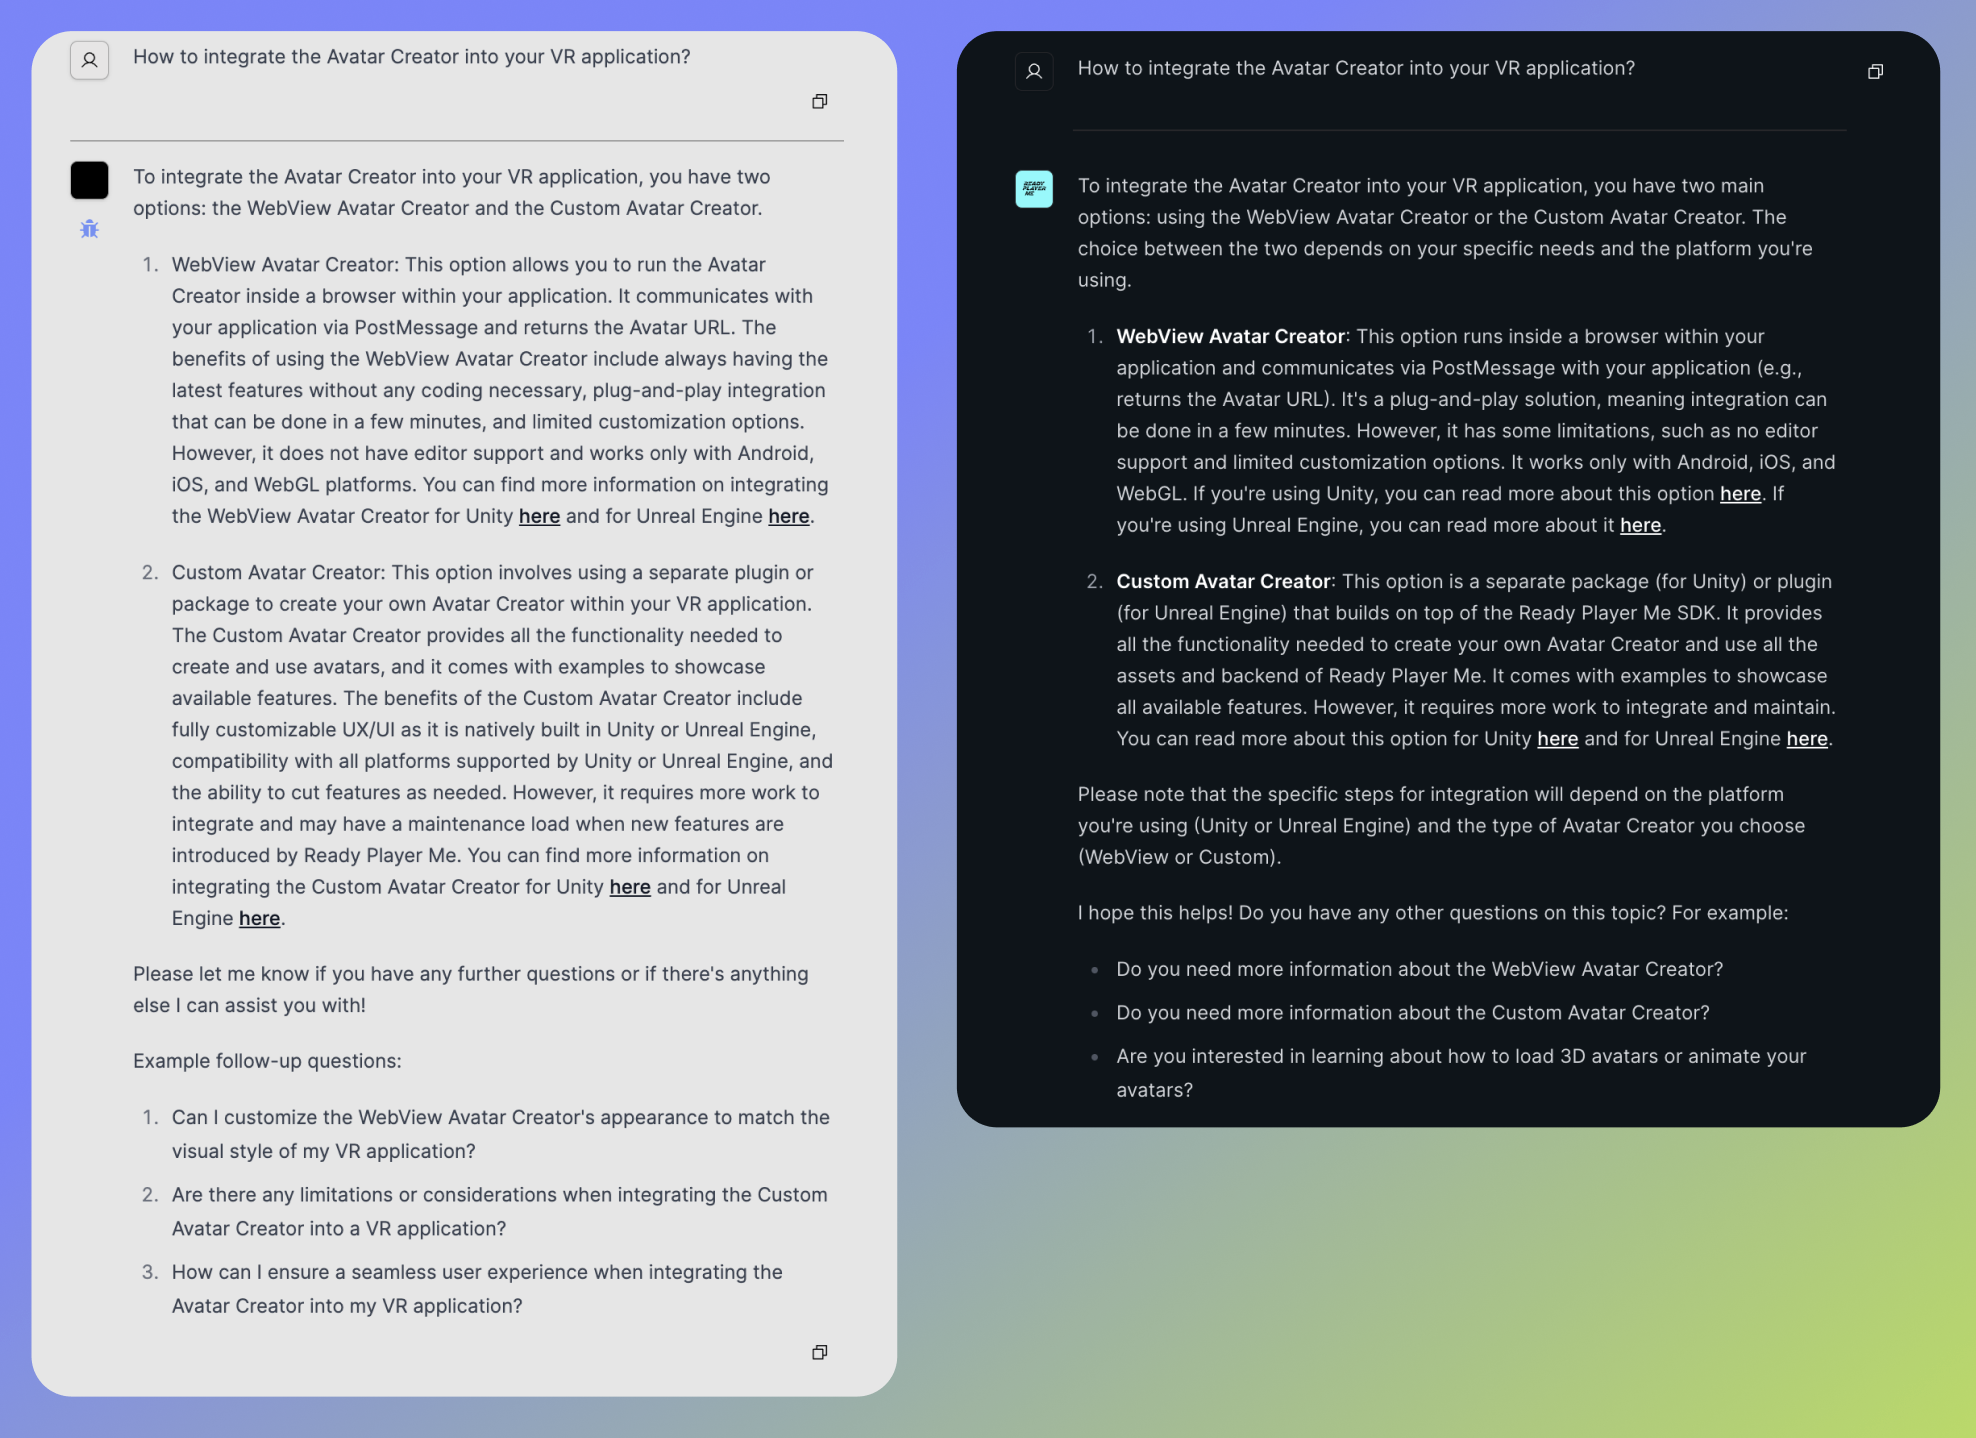 How to integrate the Avatar Creator into your VR application?
To integrate the Avatar Creator into your VR application, you have two
options: the WebView Avatar Creator and the Custom Avatar Creator.
1. WebView Avatar Creator: This option allows you to run the Avatar
Creator inside a browser within your application. It communicates with
your application via PostMessage and returns the Avatar URL. The
benefits of using the WebView Avatar Creator include always having the
latest features without any coding necessary, plug-and-play integration
that can be done in a few minutes, and limited customization options.
However, it does not have editor support and works only with Android,
iOS, and WebGL platforms. You can find more information on integrating
the WebView Avatar Creator for Unity here and for Unreal Engine here.
2. Custom Avatar Creator: This option involves using a separate plugin or
package to create your own Avatar Creator within your VR application.
The Custom Avatar Creator provides all the functionality needed to
create and use avatars, and it comes with examples to showcase
available features. The benefits of the Custom Avatar Creator include
fully customizable UX/UI as it is natively built in Unity or Unreal Engine,
compatibility with all platforms supported by Unity or Unreal Engine, and
the ability to cut features as needed. However, it requires more work to
integrate and may have a maintenance load when new features are
introduced by Ready Player Me. You can find more information on
integrating the Custom Avatar Creator for Unity here and for Unreal
Engine here.
Please let me know if you have any further questions or if there's anything
else I can assist you with!
Example follow-up questions:
1. Can I customize the WebView Avatar Creator's appearance to match the
visual style of my VR application?
2. Are there any limitations or considerations when integrating the Custom
Avatar Creator into a VR application?
3. How can I ensure a seamless user experience when integrating the
Avatar Creator into my VR application?
How to integrate the Avatar Creator into your VR application?
READY
PLAYER
ME
To integrate the Avatar Creator into your VR application, you have two main
options: using the WebView Avatar Creator or the Custom Avatar Creator. The
choice between the two depends on your specific needs and the platform you're
using.
1. WebView Avatar Creator: This option runs inside a browser within your
application and communicates via PostMessage with your application (e.g.,
returns the Avatar URL). It's a plug-and-play solution, meaning integration can
be done in a few minutes. However, it has some limitations, such as no editor
support and limited customization options. It works only with Android, iOS, and
WebGL. If you're using Unity, you can read more about this option here. If
you're using Unreal Engine, you can read more about it here.
2. Custom Avatar Creator: This option is a separate package (for Unity) or plugin
(for Unreal Engine) that builds on top of the Ready Player Me SDK. It provides
all the functionality needed to create your own Avatar Creator and use all the
assets and backend of Ready Player Me. It comes with examples to showcase
all available features. However, it requires more work to integrate and maintain.
You can read more about this option for Unity here and for Unreal Engine here.
Please note that the specific steps for integration will depend on the platform
you're using (Unity or Unreal Engine) and the type of Avatar Creator you choose
(WebView or Custom).
I hope this helps! Do you have any other questions on this topic? For example:
• Do you need more information about the WebView Avatar Creator?
• Do you need more information about the Custom Avatar Creator?
• Are you interested in learning about how to load 3D avatars or animate your
avatars?